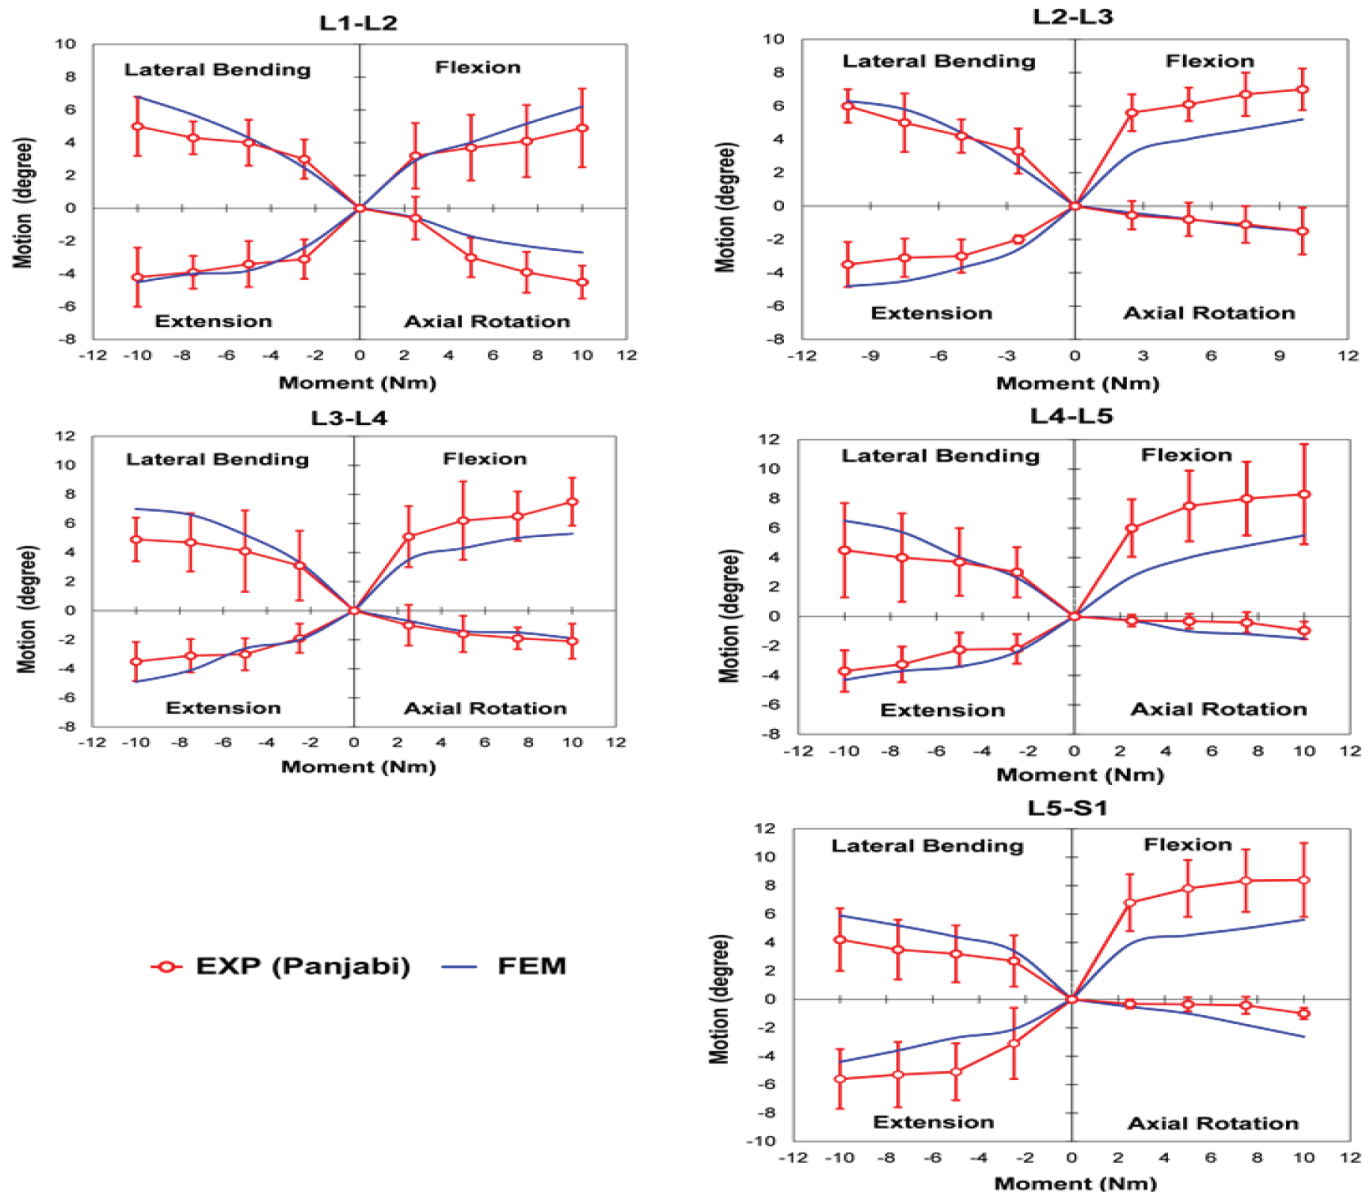 L1-L2
10
8
6
4
2
0
-2
-4
-6
-8
Motion (degree)
Lateral Bending
Flexion
Extension
Axial Rotation
-12 -10 -8 -6 -4 -2 0 2 4 6 8 10 12
Moment (Nm)
L2-L3
10
8
6
4
2
0
-2
-4
-6
-8
Motion (degree)
Lateral Bending
Flexion
Extension
Axial Rotation
-12 -9 -6 -3 0 3 6 9 12
Moment (Nm)
L3-L4
12
10
8
6
4
2
0
-2
-4
-6
-8
Motion (degree)
Lateral Bending
Flexion
Extension
Axial Rotation
-12 -10 -8 -6 -4 -2 0 2 4 6 8 10 12
Moment (Nm)
L4-L5
12
10
8
6
4
2
0
-2
-4
-6
-8
Motion (degree)
Lateral Bending
Flexion
Extension
Axial Rotation
-12 -10 -8 -6 -4 -2 0 2 4 6 8 10 12
Moment (Nm)
EXP (Panjabi) FEM
L5-S1
12
10
8
6
4
2
0
-2
-4
-6
-8
-10
Motion (degree)
Lateral Bending
Flexion
Extension
Axial Rotation
-12 -10 -8 -6 -4 -2 0 2 4 6 8 10 12
Moment (Nm)